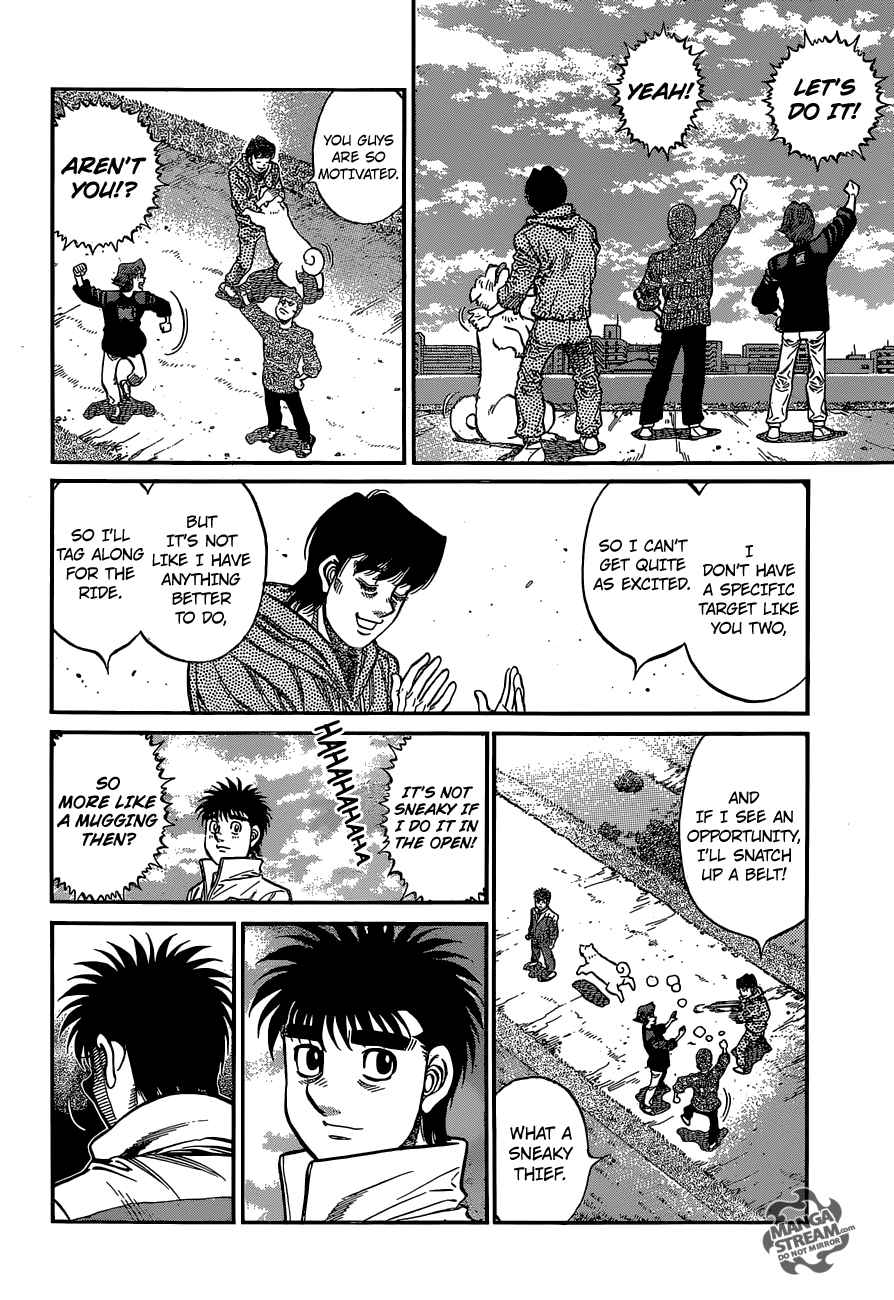 LET'S
DO IT!
YEAH!
YOU GUYS
ARE SO
MOTIVATED.
AREN'T
YOU!?
I
DON'T HAVE
A SPECIFIC
TARGET LIKE
YOU TWO,
SO I CAN'T
GET QUITE
AS EXCITED.
BUT
IT'S NOT
LIKE I HAVE
ANYTHING
BETTER
TO DO,
SO I'LL
TAG ALONG
FOR THE
RIDE.
AND
IF I SEE AN
OPPORTUNITY,
I'LL SNATCH
UP A BELT!
WHAT A
SNEAKY
THIEF.
IT'S NOT
SNEAKY IF
I DO IT IN
THE OPEN!
HAHAHAHAHA
SO
MORE LIKE
A MUGGING
THEN?
MANGA
STREAM.com
DO NOT MIRROR